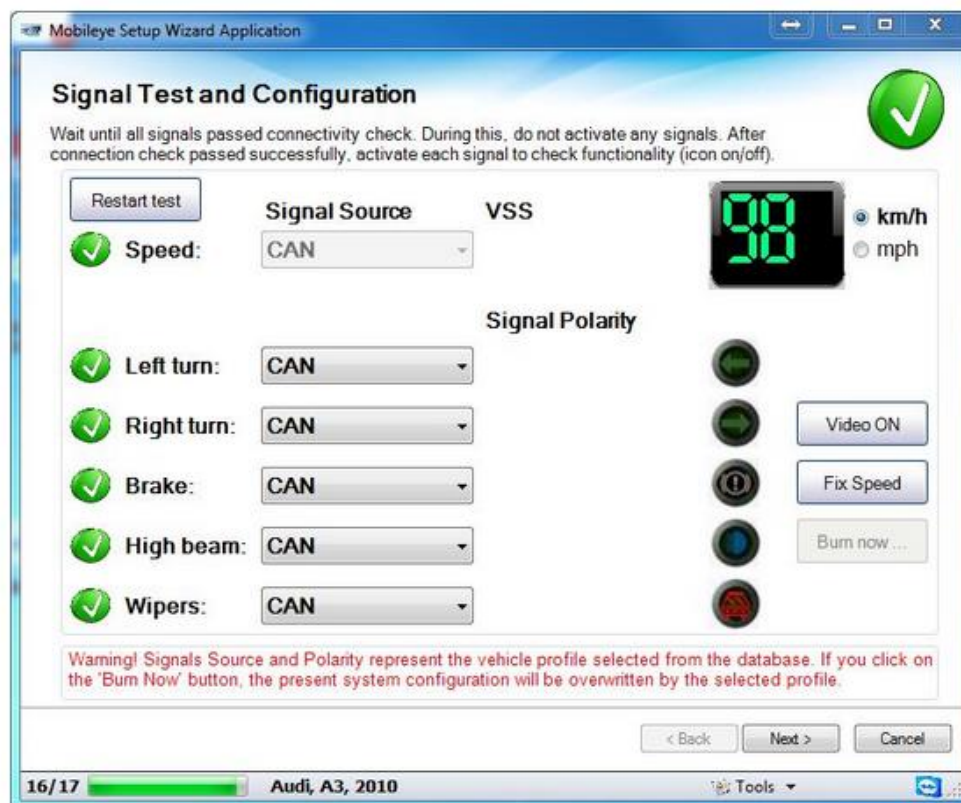 Mobileye Setup Wizard Application
Signal Test and Configuration
Wait until all signals passed connectivity check. During this, do not activate any signals. After
connection check passed successfully, activate each signal to check functionality (icon on/off).
Restart test
Signal Source VSS
98
km/h
Speed: CAN
mph
Signal Polarity
Left turn: CAN
Right turn: CAN Video ON
Brake: CAN Fix Speed
High beam: CAN Burn now ...
Wipers: CAN
Warning! Signals Source and Polarity represent the vehicle profile selected from the database. If you click on
the 'Burn Now' button, the present system configuration will be overwritten by the selected profile.
< Back Next > Cancel
16/17 Audi, A3, 2010 Tools